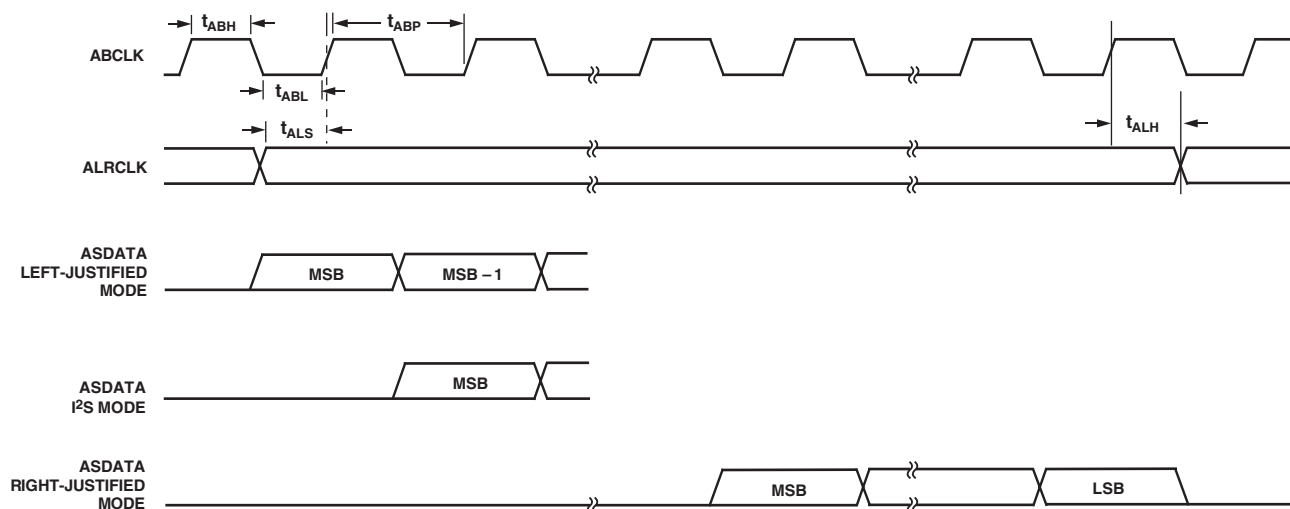 tABH
tABP
ABCLK
tABL
tALS
tALH
ALRCLK
ASDATA
LEFT-JUSTIFIED
MODE
MSB
MSB – 1
ASDATA
I²S MODE
MSB
ASDATA
RIGHT-JUSTIFIED
MODE
MSB
LSB